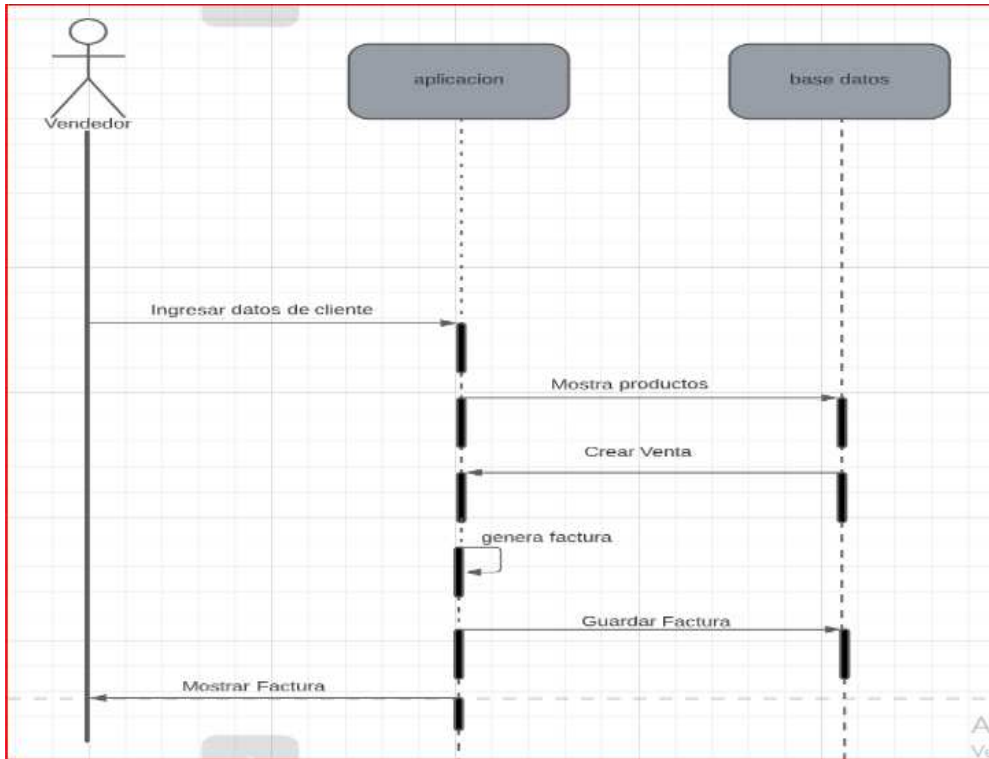 aplicacion
base datos
Vendedor
Ingresar datos de cliente
Mostra productos
Crear Venta
genera factura
Guardar Factura
Mostrar Factura